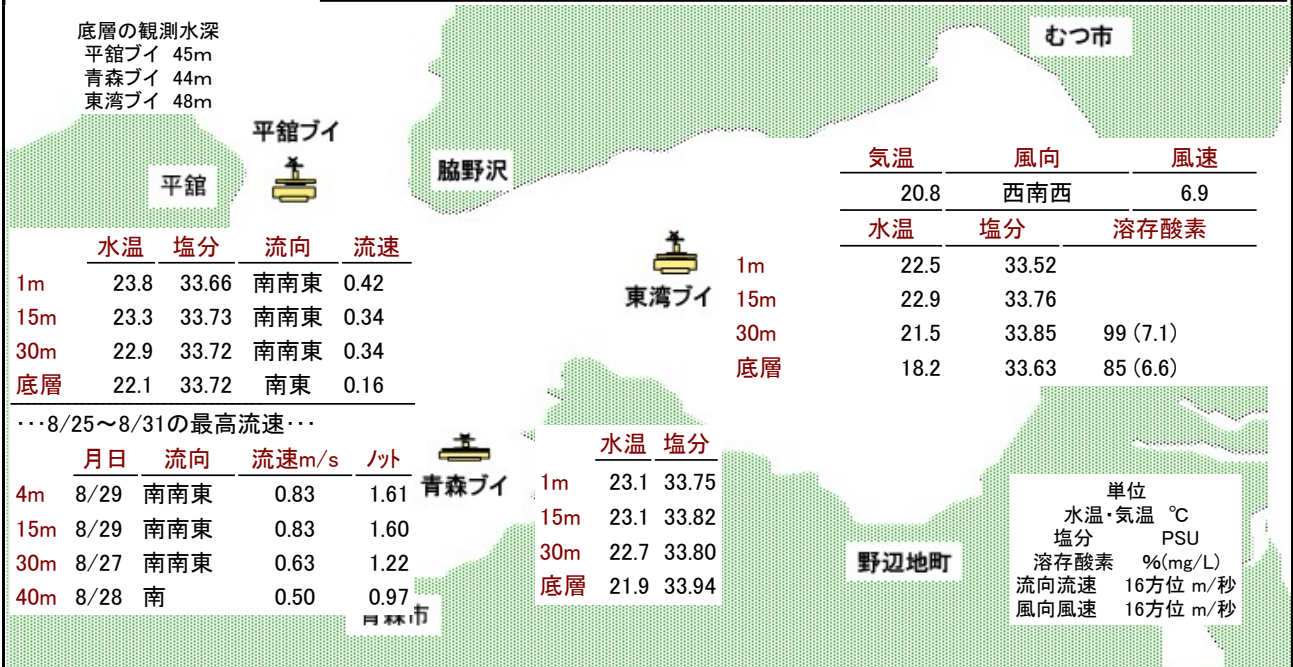 底層の観測水深
平舘ブイ 45m
青森ブイ 44m
東湾ブイ 48m
むつ市
平舘ブイ
平舘
脇野沢
気温 風向 風速
20.8 西南西 6.9
水温 塩分 溶存酸素
1m 22.5 33.52
15m 22.9 33.76
30m 21.5 33.85 99 (7.1)
底層 18.2 33.63 85 (6.6)
東湾ブイ
水温 塩分 流向 流速
1m 23.8 33.66 南南東 0.42
15m 23.3 33.73 南南東 0.34
30m 22.9 33.72 南南東 0.34
底層 22.1 33.72 南東 0.16
…8/25～8/31の最高流速…
月日 流向 流速m/s ノット
4m 8/29 南南東 0.83 1.61
15m 8/29 南南東 0.83 1.60
30m 8/27 南南東 0.63 1.22
40m 8/28 南 0.50 0.97
青森ブイ
水温 塩分
1m 23.1 33.75
15m 23.1 33.82
30m 22.7 33.80
底層 21.9 33.94
青森市
野辺地町
単位
水温・気温 ℃
塩分 PSU
溶存酸素 %(mg/L)
流向流速 16方位 m/秒
風向風速 16方位 m/秒